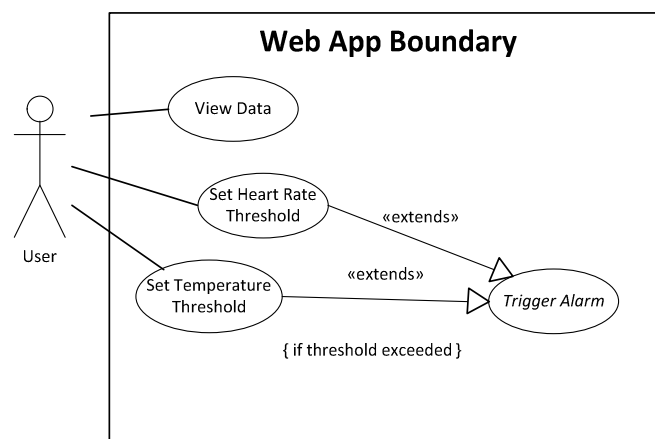 Web App Boundary
View Data
Set Heart Rate
Threshold
«extends»
User
Set Temperature
Threshold
«extends»
Trigger Alarm
{ if threshold exceeded }